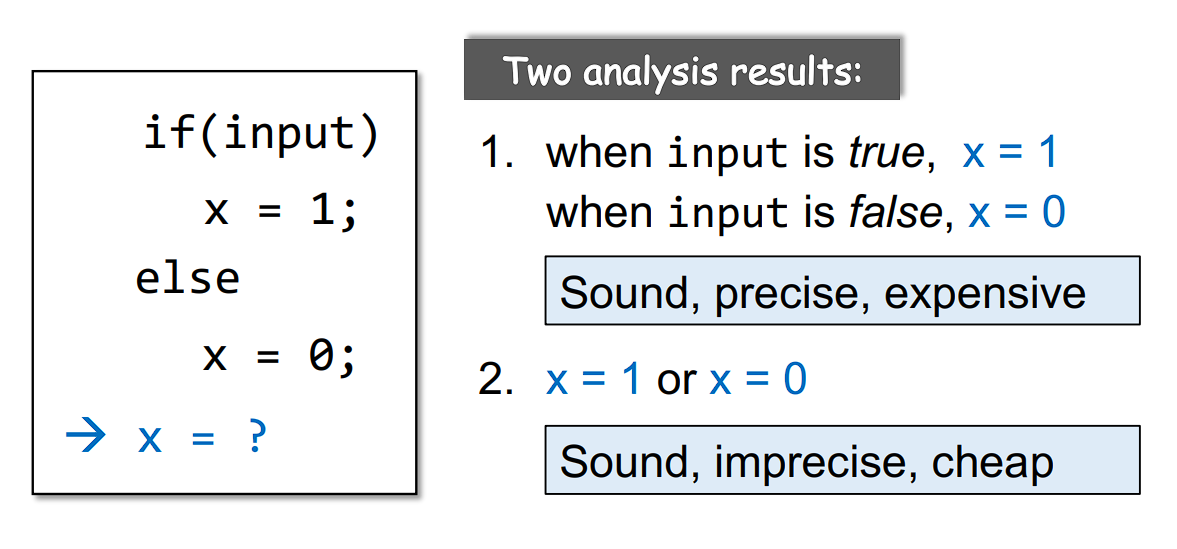 if(input)
x = 1;
else
x = 0;
→ x = ?
Two analysis results:
1. when input is true, x = 1
when input is false, x = 0
Sound, precise, expensive
2. x = 1 or x = 0
Sound, imprecise, cheap